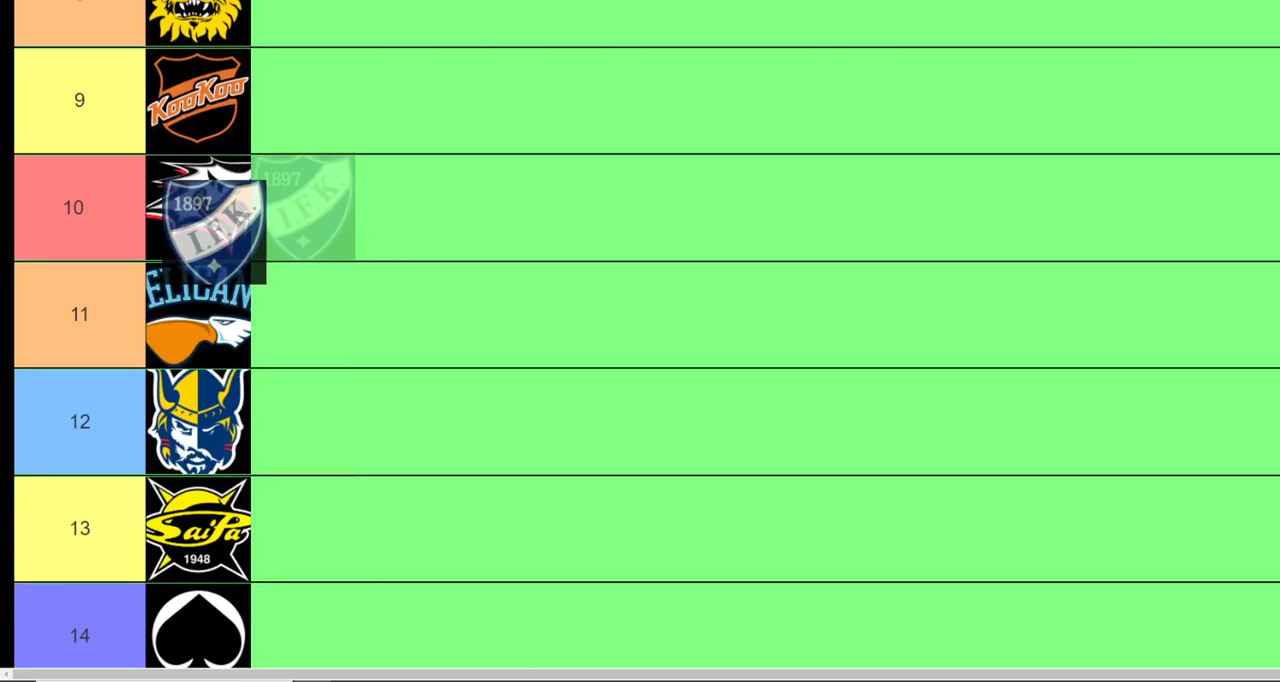 9
KooKoo
10
1897
I.F.K.
1897
I.F.K.
11
ELICAN
12
13
SaiPa
1948
14